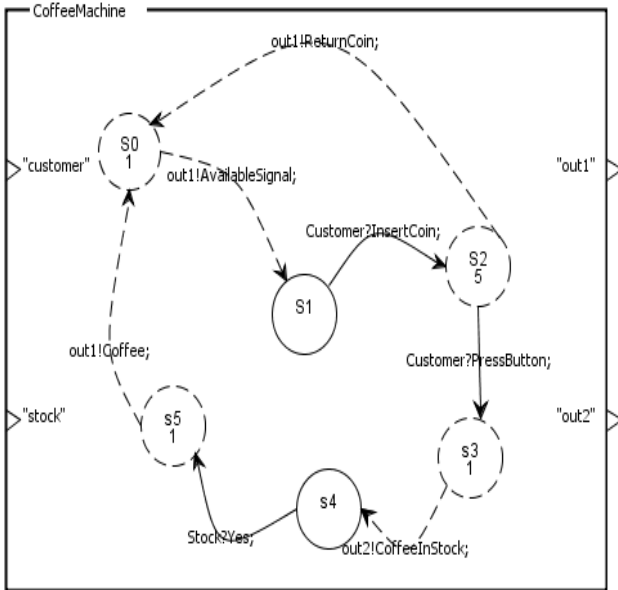 CoffeeMachine
out1!ReturnCoin;
S0
1
"customer"
"out1"
out1!AvailableSignal;
Customer?InsertCoin;
S2
5
S1
out1!Coffee;
Customer?PressButton;
"stock"
"out2"
s5
1
s3
1
s4
Stock?Yes;
out2!CoffeeInStock;